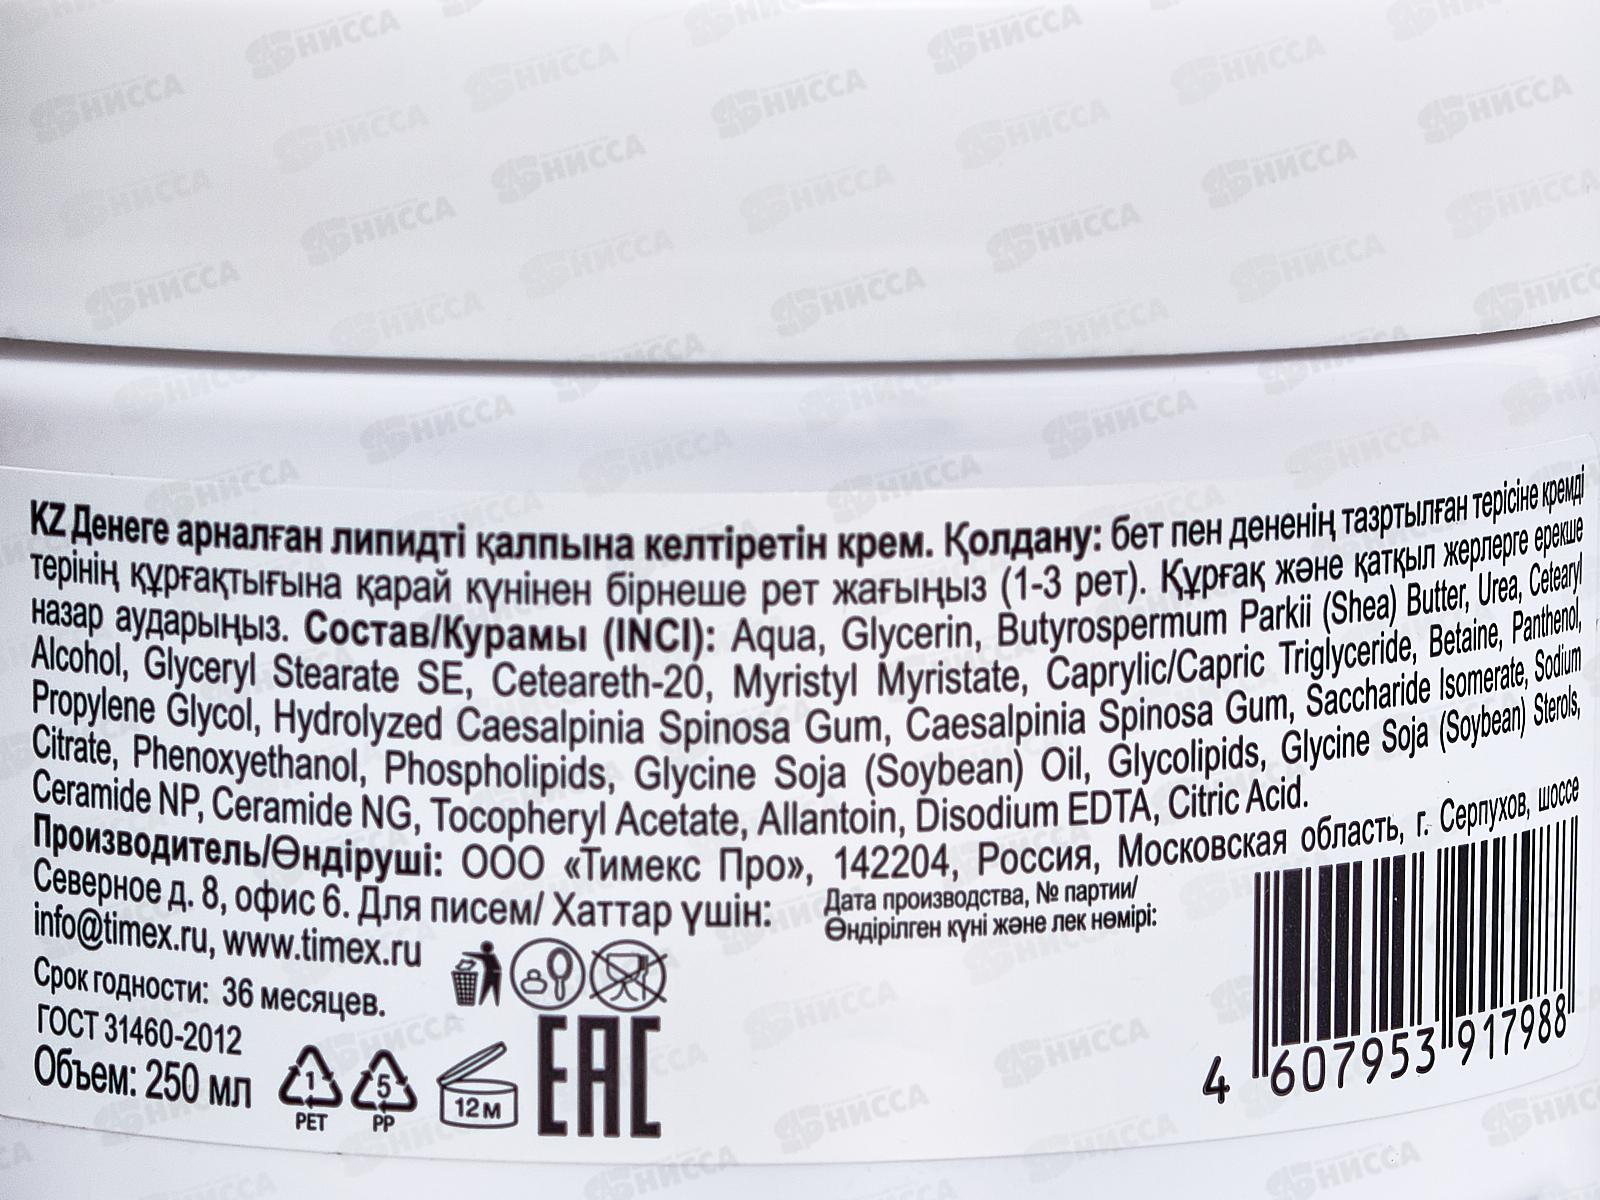 KZ Денеге арналған липидті қалпына келтіретін крем. Қолдану: бет пен дененің тазртылған терісіне кремді
терінің құрғақтығына қарай күнінен бірнеше рет жағыңыз (1-3 рет). Құрғақ және қатқыл жерлерге ерекше
назар аударыңыз. Состав/Курамы (INCI): Aqua, Glycerin, Butyrospermum Parkii (Shea) Butter, Urea, Cetearyl
Alcohol, Glyceryl Stearate SE, Ceteareth-20, Myristyl Myristate, Caprylic/Capric Triglyceride, Betaine, Panthenol,
Propylene Glycol, Hydrolyzed Caesalpinia Spinosa Gum, Caesalpinia Spinosa Gum, Saccharide Isomerate, Sodium
Citrate, Phenoxyethanol, Phospholipids, Glycine Soja (Soybean) Oil, Glycolipids, Glycine Soja (Soybean) Sterols,
Ceramide NP, Ceramide NG, Tocopheryl Acetate, Allantoin, Disodium EDTA, Citric Acid.
Производитель/Өндіруші: ООО «Тимекс Про», 142204, Россия, Московская область, г. Серпухов, шоссе
Северное д. 8, офис 6. Для писем/ Хаттар үшін:
info@timex.ru, www.timex.ru
Дата производства, № партии/
Өндірілген күні және лек нөмірі:
Срок годности: 36 месяцев.
ГОСТ 31460-2012
Объем: 250 мл
1
PET
5
PP
12 м
EAC
4 607953 917988
НИССА